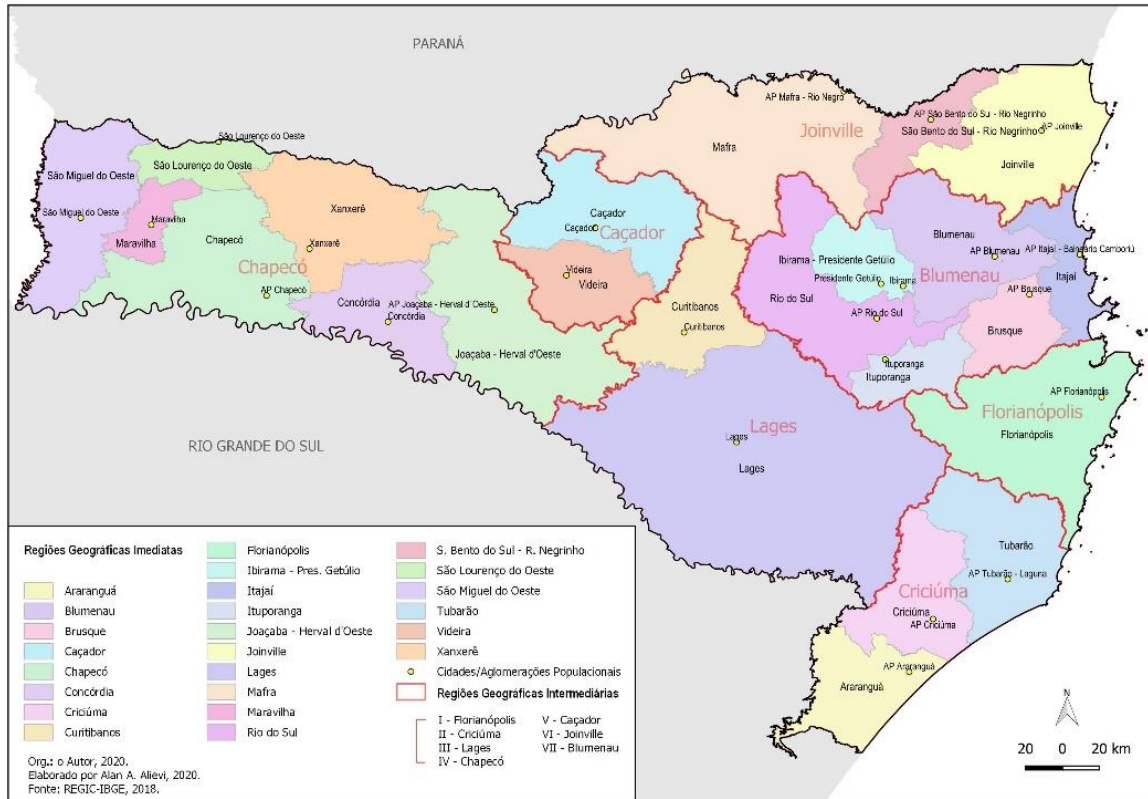 PARANÁ
AP Mafra - Rio Negro
Joinville
AP São Bento do Sul - Rio Negrinho
São Bento do Sul - Rio Negrinho
AP Joinville
Joinville
Mafra
São Lourenço do Oeste
São Lourenço do Oeste
São Miguel do Oeste
São Miguel do Oeste
Maravilha
Maravilha
Chapecó
Chapecó
AP Chapecó
Xanxerê
Xanxerê
Concórdia
Concórdia
AP Joaçaba - Herval d'Oeste
Joaçaba - Herval d'Oeste
Caçador
Caçador
Caçador
Videira
Videira
Curitibanos
Curitibanos
Ibirama - Presidente Getúlio
Presidente Getúlio
Ibirama
Rio do Sul
AP Rio do Sul
Blumenau
AP Blumenau
Blumenau
AP Itajaí - Balneário Camboriú
Itajaí
AP Brusque
Brusque
Ituporanga
Ituporanga
AP Florianópolis
Florianópolis
Florianópolis
Lages
Lages
Lages
RIO GRANDE DO SUL
Tubarão
AP Tubarão - Laguna
Criciúma
Criciúma
AP Criciúma
AP Araranguá
Araranguá
Regiões Geográficas Imediatas
Araranguá
Blumenau
Brusque
Caçador
Chapecó
Concórdia
Criciúma
Curitibanos
Florianópolis
Ibirama - Pres. Getúlio
Itajaí
Ituporanga
Joaçaba - Herval d'Oeste
Joinville
Lages
Mafra
Maravilha
Rio do Sul
S. Bento do Sul - R. Negrinho
São Lourenço do Oeste
São Miguel do Oeste
Tubarão
Videira
Xanxerê
Cidades/Aglomerações Populacionais
Regiões Geográficas Intermediárias
I - Florianópolis
II - Criciúma
III - Lages
IV - Chapecó
V - Caçador
VI - Joinville
VII - Blumenau
Org.: o Autor, 2020.
Elaborado por Alan A. Alievi, 2020.
Fonte: REGIC-IBGE, 2018.
N
20 0 20 km